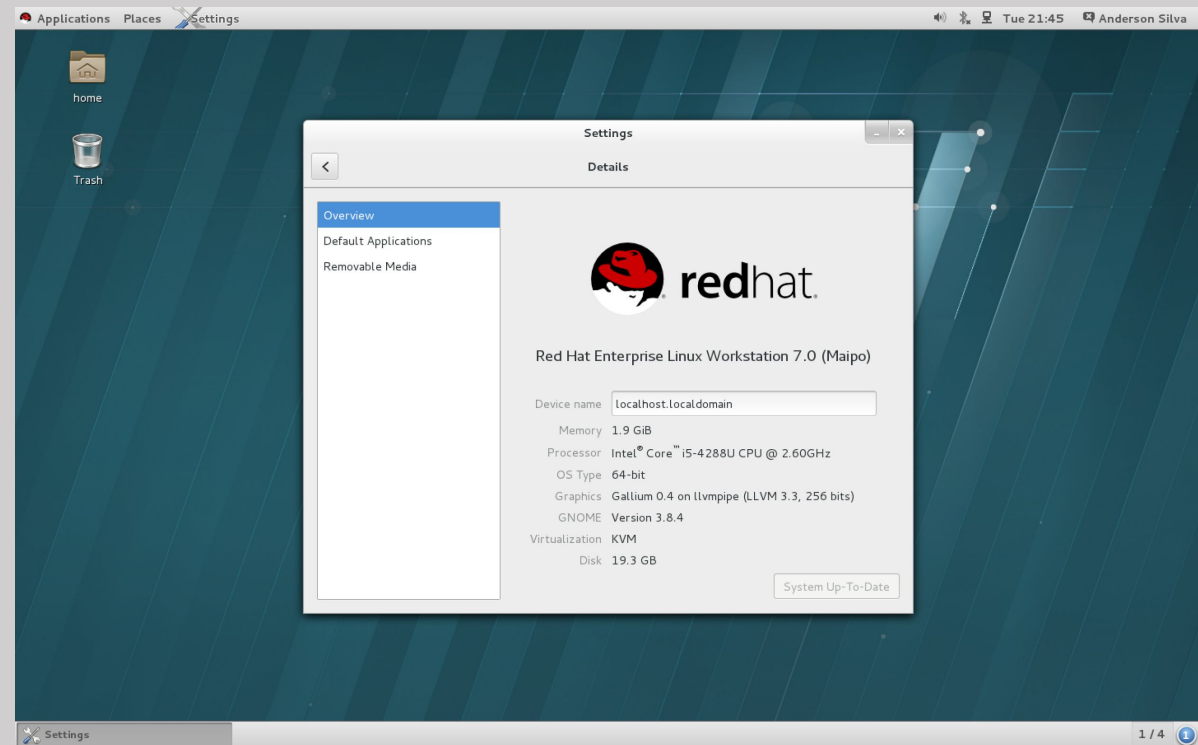 Applications Places Settings Tue 21:45 Anderson Silva
home
Trash
Settings
Details
Overview
Default Applications
Removable Media
redhat.
Red Hat Enterprise Linux Workstation 7.0 (Maipo)
Device name localhost.localdomain
Memory 1.9 GiB
Processor Intel® Core™ i5-4288U CPU @ 2.60GHz
OS Type 64-bit
Graphics Gallium 0.4 on llvmpipe (LLVM 3.3, 256 bits)
GNOME Version 3.8.4
Virtualization KVM
Disk 19.3 GB
System Up-To-Date
Settings 1 / 4 1